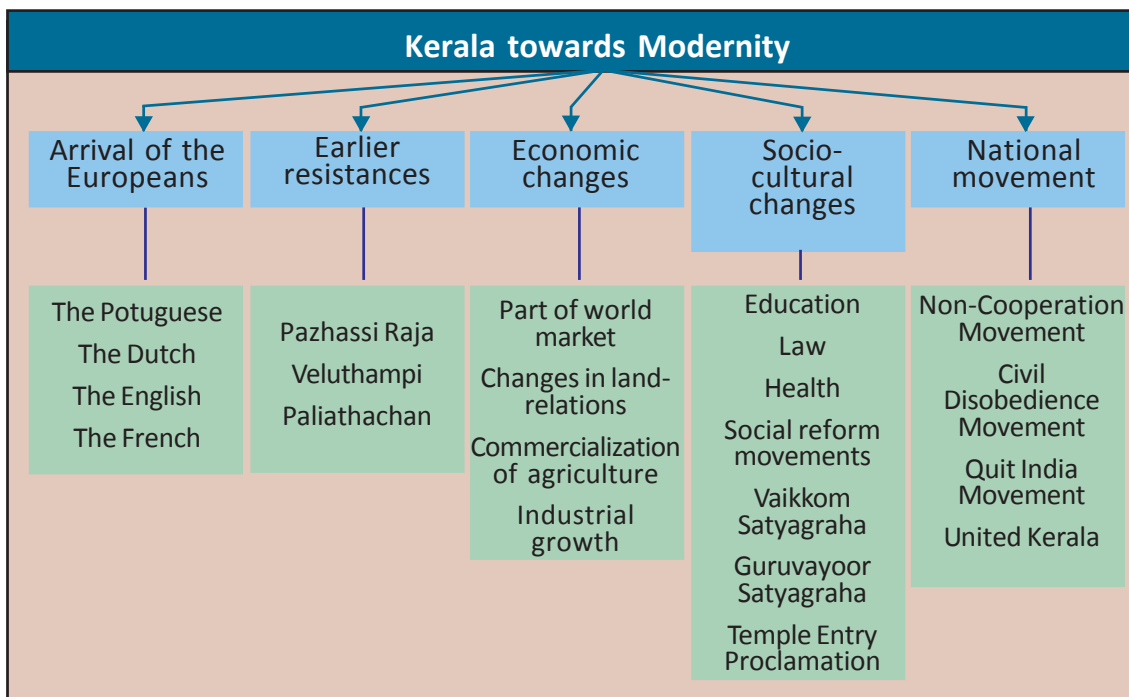 Kerala towards Modernity
Arrival of the
Europeans
The Potuguese
The Dutch
The English
The French
Earlier
resistances
Pazhassi Raja
Veluthampi
Paliathachan
Economic
changes
Part of world
market
Changes in land-
relations
Commercialization
of agriculture
Industrial
growth
Socio-
cultural
changes
Education
Law
Health
Social reform
movements
Vaikkom
Satyagraha
Guruvayoor
Satyagraha
Temple Entry
Proclamation
National
movement
Non-Cooperation
Movement
Civil
Disobedience
Movement
Quit India
Movement
United Kerala